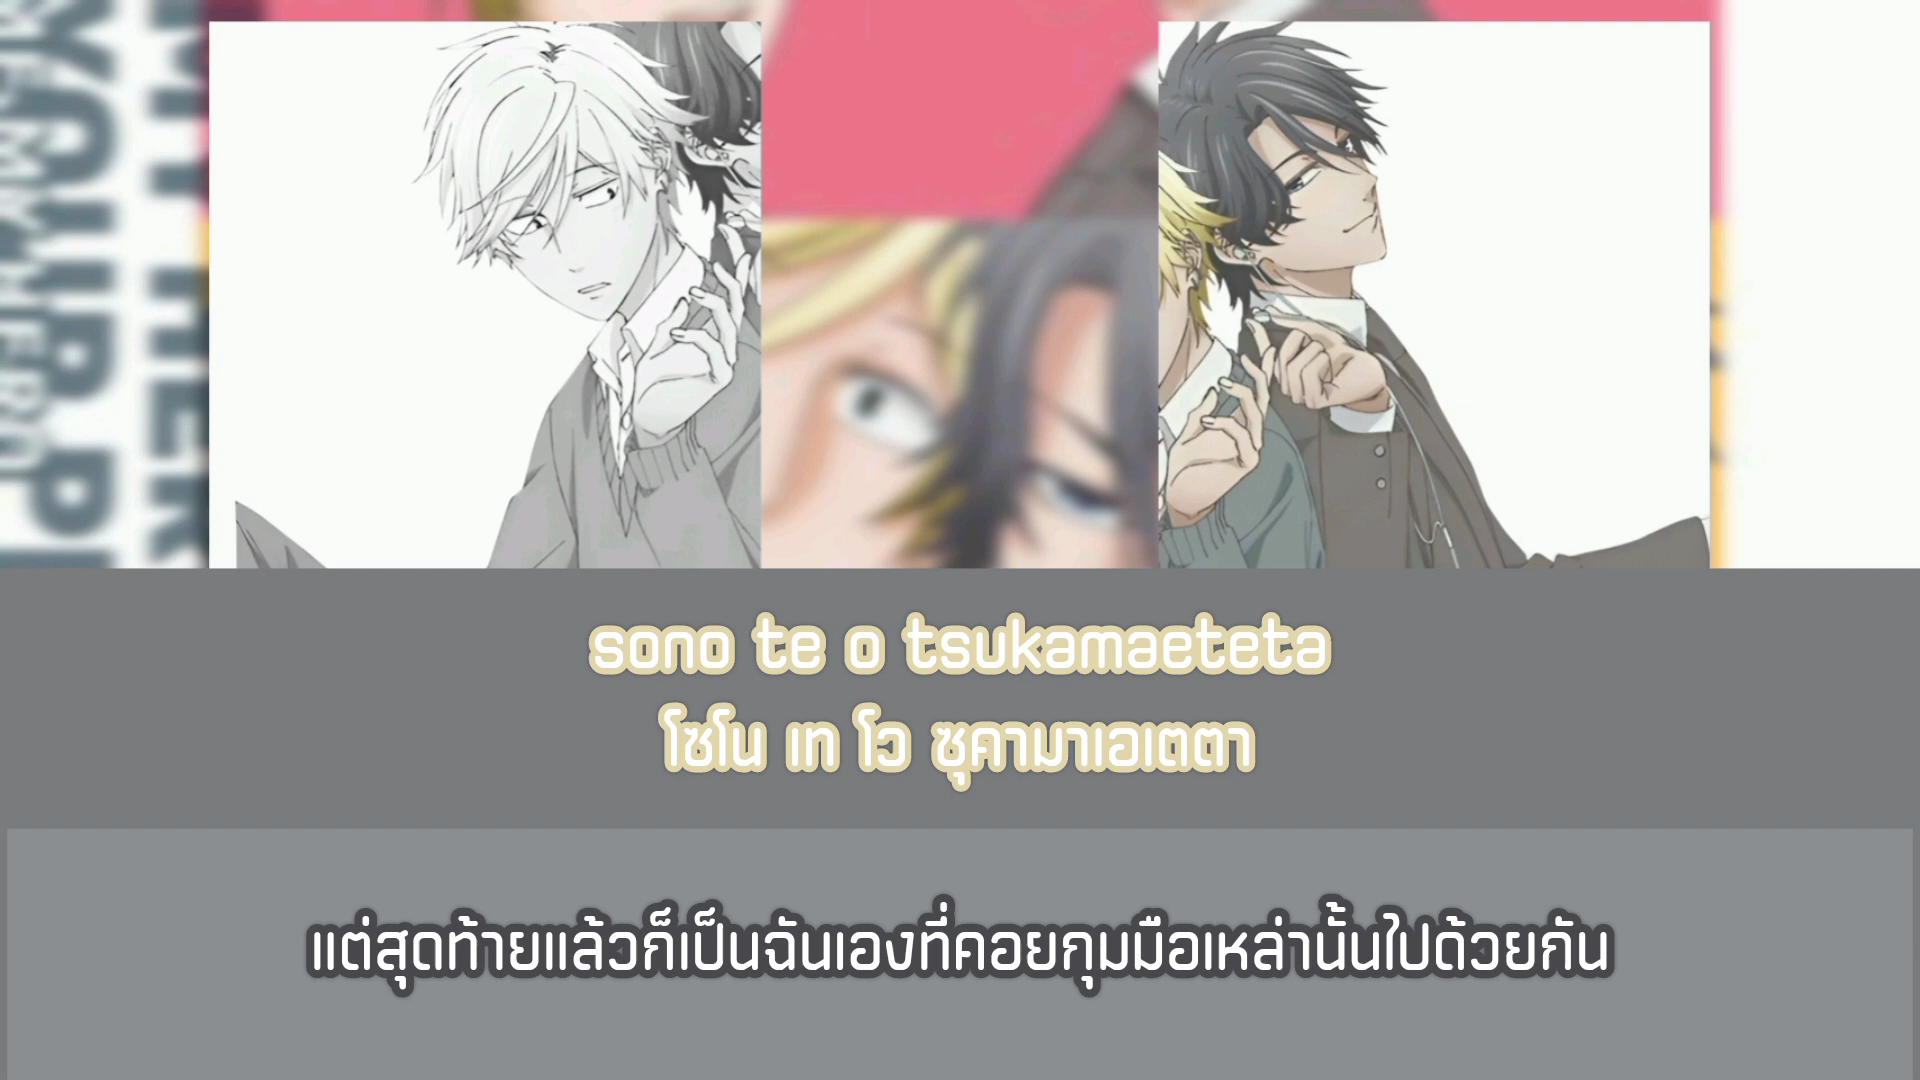 sono te o tsukamaeteta
โซโน เท โว ซุคามาเอเตตา
แต่สุดท้ายแล้วก็เป็นฉันเองที่คอยกุมมือเหล่านั้นไปด้วยกัน